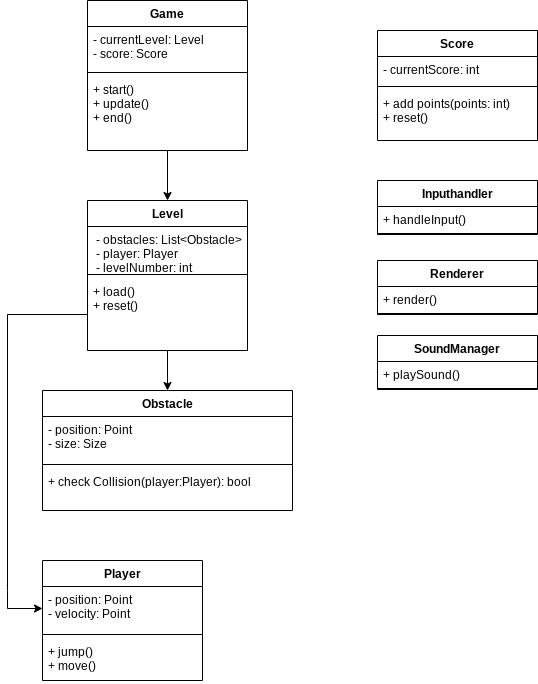 Game
- currentLevel: Level
- score: Score
+ start()
+ update()
+ end()
Level
- obstacles: List<Obstacle>
- player: Player
- levelNumber: int
+ load()
+ reset()
Obstacle
- position: Point
- size: Size
+ check Collision(player:Player): bool
Player
- position: Point
- velocity: Point
+ jump()
+ move()
Score
- currentScore: int
+ add points(points: int)
+ reset()
Inputhandler
+ handleInput()
Renderer
+ render()
SoundManager
+ playSound()